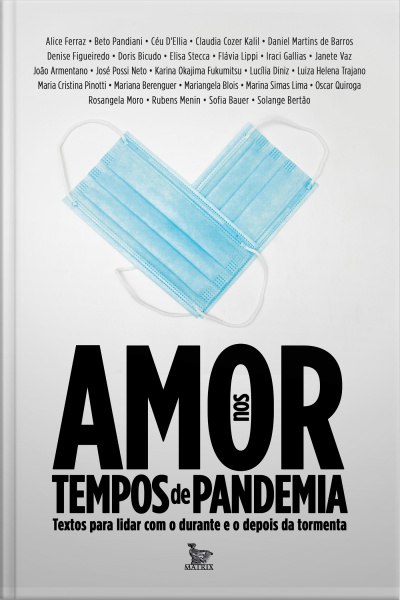 Alice Ferraz • Beto Pandiani • Céu D'Ellia • Claudia Cozer Kalil • Daniel Martins de Barros
Denise Figueiredo • Doris Bicudo • Elisa Stecca • Flávia Lippi • Iraci Gallias • Janete Vaz
João Armentano • José Possi Neto • Karina Okajima Fukumitsu • Lucília Diniz • Luiza Helena Trajano
Maria Cristina Pinotti • Mariana Berenguer • Mariangela Blois • Marina Simas Lima • Oscar Quiroga
Rosangela Moro • Rubens Menin • Sofia Bauer • Solange Bertão
AMOR
nos
TEMPOS de PANDEMIA
Textos para lidar com o durante e o depois da tormenta
MATRIX